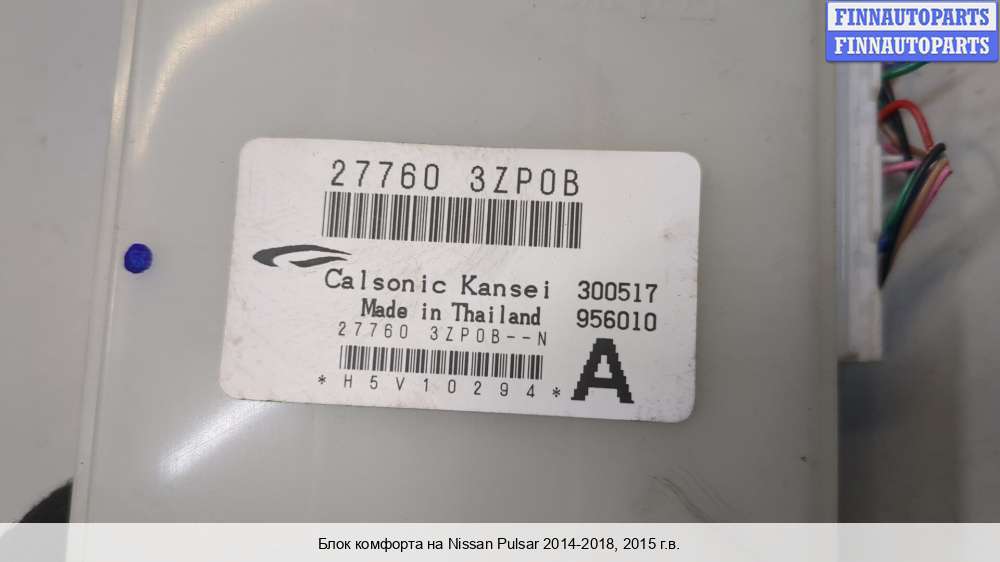 FINNAUTOPARTS
FINNAUTOPARTS
27760 3ZP0B
Calsonic Kansei 300517
Made in Thailand 956010
27760 3ZP0B--N
*H5V10294*
A
Блок комфорта на Nissan Pulsar 2014-2018, 2015 г.в.